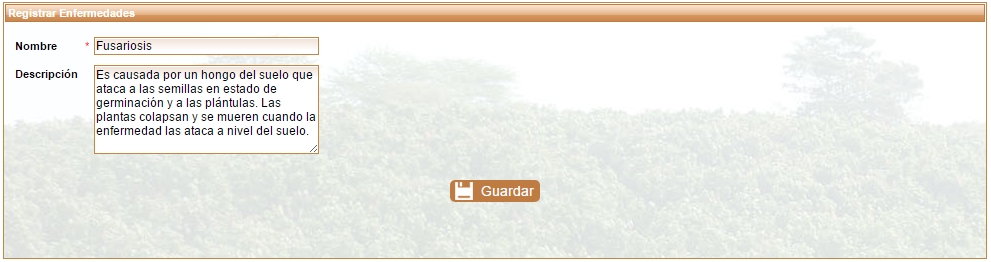 Registrar Enfermedades
Nombre * Fusariosis
Descripción Es causada por un hongo del suelo que
ataca a las semillas en estado de
germinación y a las plántulas. Las
plantas colapsan y se mueren cuando la
enfermedad las ataca a nivel del suelo.
Guardar